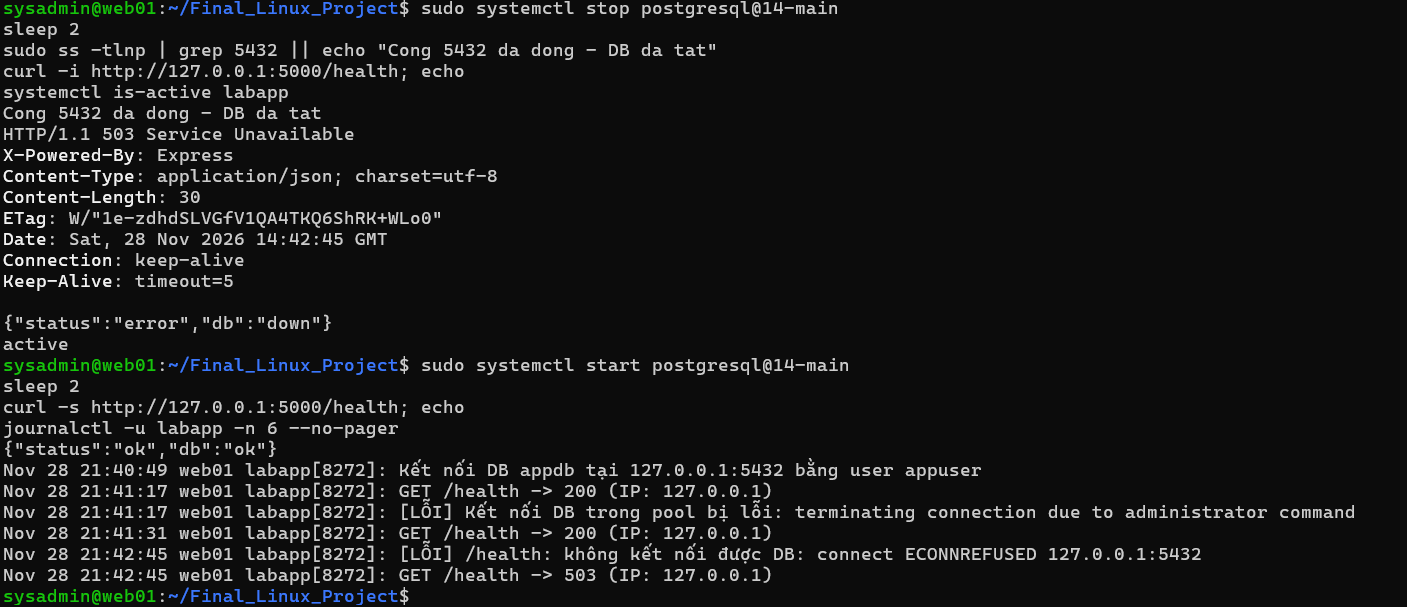 sysadmin@web01:~/Final_Linux_Project$ sudo systemctl stop postgresql@14-main
sleep 2
sudo ss -tlnp | grep 5432 || echo "Cong 5432 da dong - DB da tat"
curl -i http://127.0.0.1:5000/health; echo
systemctl is-active labapp
Cong 5432 da dong - DB da tat
HTTP/1.1 503 Service Unavailable
X-Powered-By: Express
Content-Type: application/json; charset=utf-8
Content-Length: 30
ETag: W/"1e-zdhdSLVGfV1QA4TKQ6ShRK+WLo0"
Date: Sat, 28 Nov 2026 14:42:45 GMT
Connection: keep-alive
Keep-Alive: timeout=5

{"status":"error","db":"down"}
active
sysadmin@web01:~/Final_Linux_Project$ sudo systemctl start postgresql@14-main
sleep 2
curl -s http://127.0.0.1:5000/health; echo
journalctl -u labapp -n 6 --no-pager
{"status":"ok","db":"ok"}
Nov 28 21:40:49 web01 labapp[8272]: Kết nối DB appdb tại 127.0.0.1:5432 bằng user appuser
Nov 28 21:41:17 web01 labapp[8272]: GET /health -> 200 (IP: 127.0.0.1)
Nov 28 21:41:17 web01 labapp[8272]: [LỖI] Kết nối DB trong pool bị lỗi: terminating connection due to administrator command
Nov 28 21:41:31 web01 labapp[8272]: GET /health -> 200 (IP: 127.0.0.1)
Nov 28 21:42:45 web01 labapp[8272]: [LỖI] /health: không kết nối được DB: connect ECONNREFUSED 127.0.0.1:5432
Nov 28 21:42:45 web01 labapp[8272]: GET /health -> 503 (IP: 127.0.0.1)
sysadmin@web01:~/Final_Linux_Project$